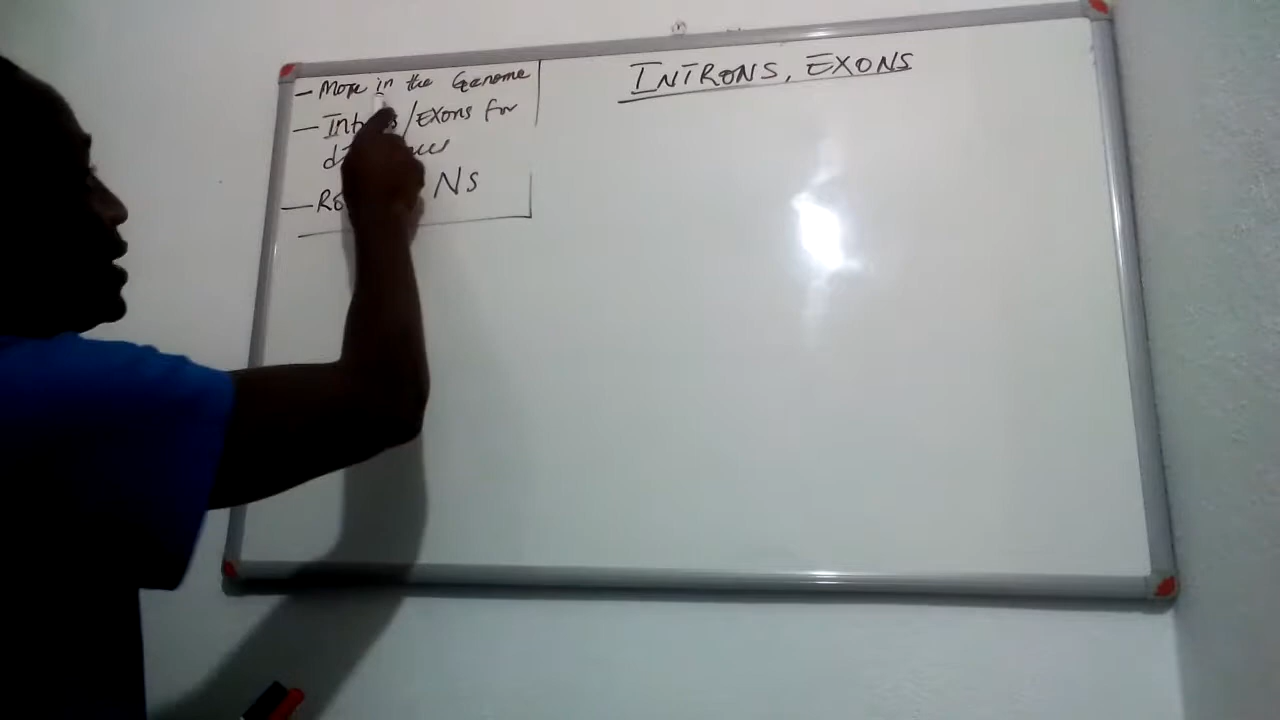 - More in the Genome
INTRONS, EXONS
- /Exons for
- Ns